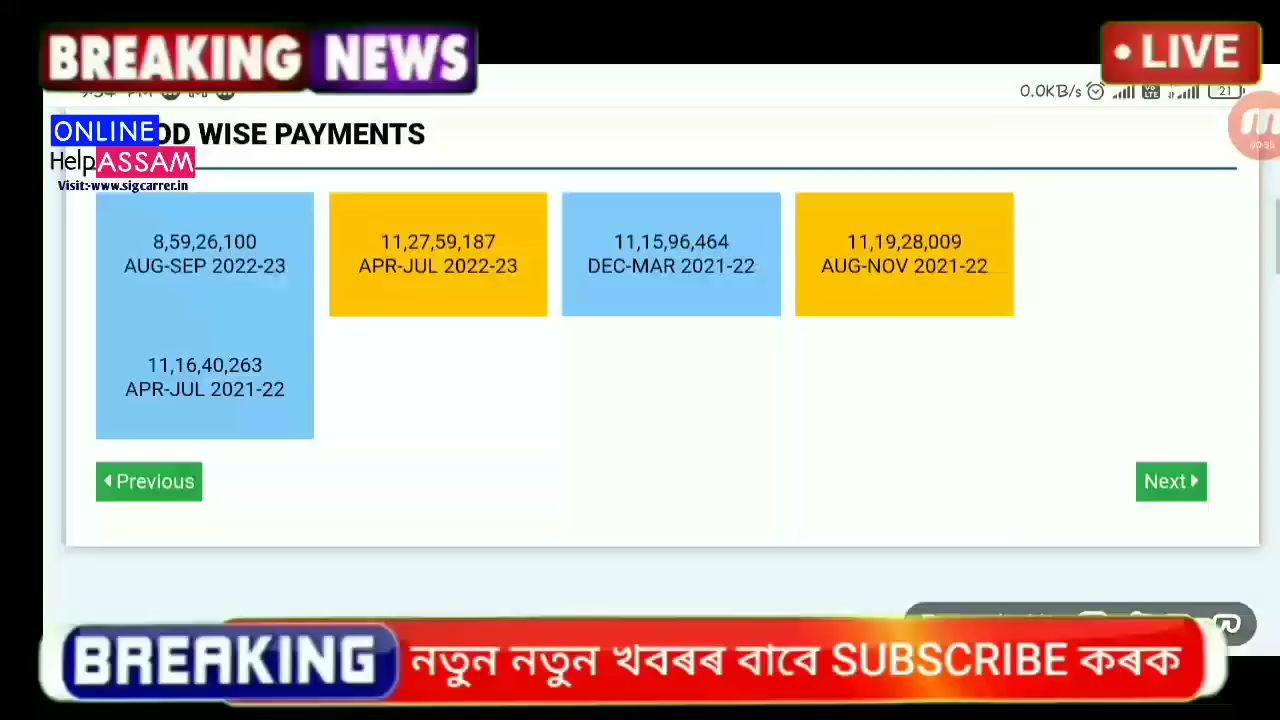 BREAKING NEWS
LIVE
0.0KB/s
21
ONLINE
OD WISE PAYMENTS
Help ASSAM
Visit:-www.sigcarrer.in
00:55
8,59,26,100
AUG-SEP 2022-23
11,27,59,187
APR-JUL 2022-23
11,15,96,464
DEC-MAR 2021-22
11,19,28,009
AUG-NOV 2021-22
11,16,40,263
APR-JUL 2021-22
Previous
Next
BREAKING
নতুন নতুন খবৰৰ বাবে SUBSCRIBE কৰক